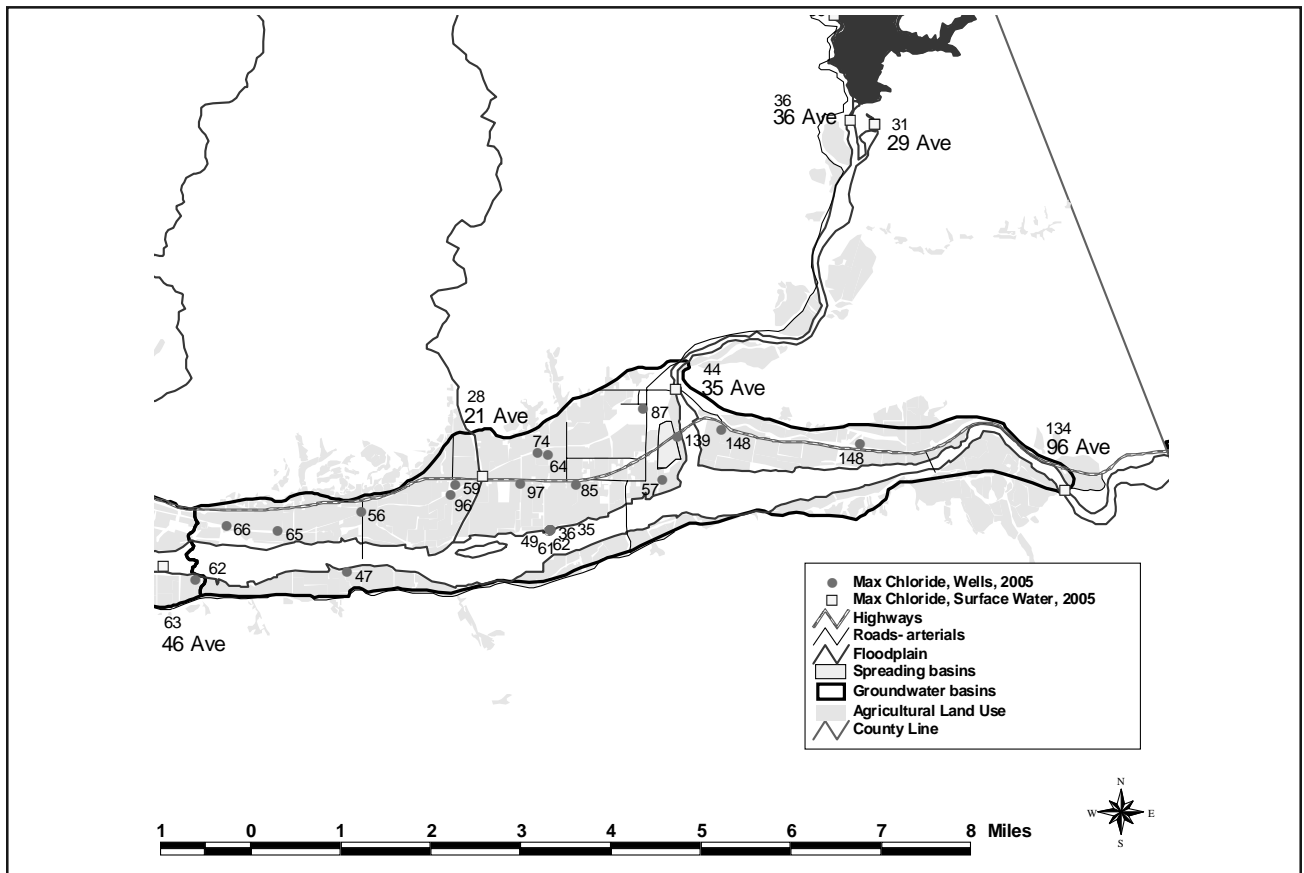 36
36 Ave
31
29 Ave
44
35 Ave
28
21 Ave
87
139
148
148
134
96 Ave
74
64
59
96
97
85
57
56
66
65
49
36
35
61
62
62
47
63
46 Ave
Max Chloride, Wells, 2005
Max Chloride, Surface Water, 2005
Highways
Roads- arterials
Floodplain
Spreading basins
Groundwater basins
Agricultural Land Use
County Line
N
W
E
S
1 0 1 2 3 4 5 6 7 8 Miles